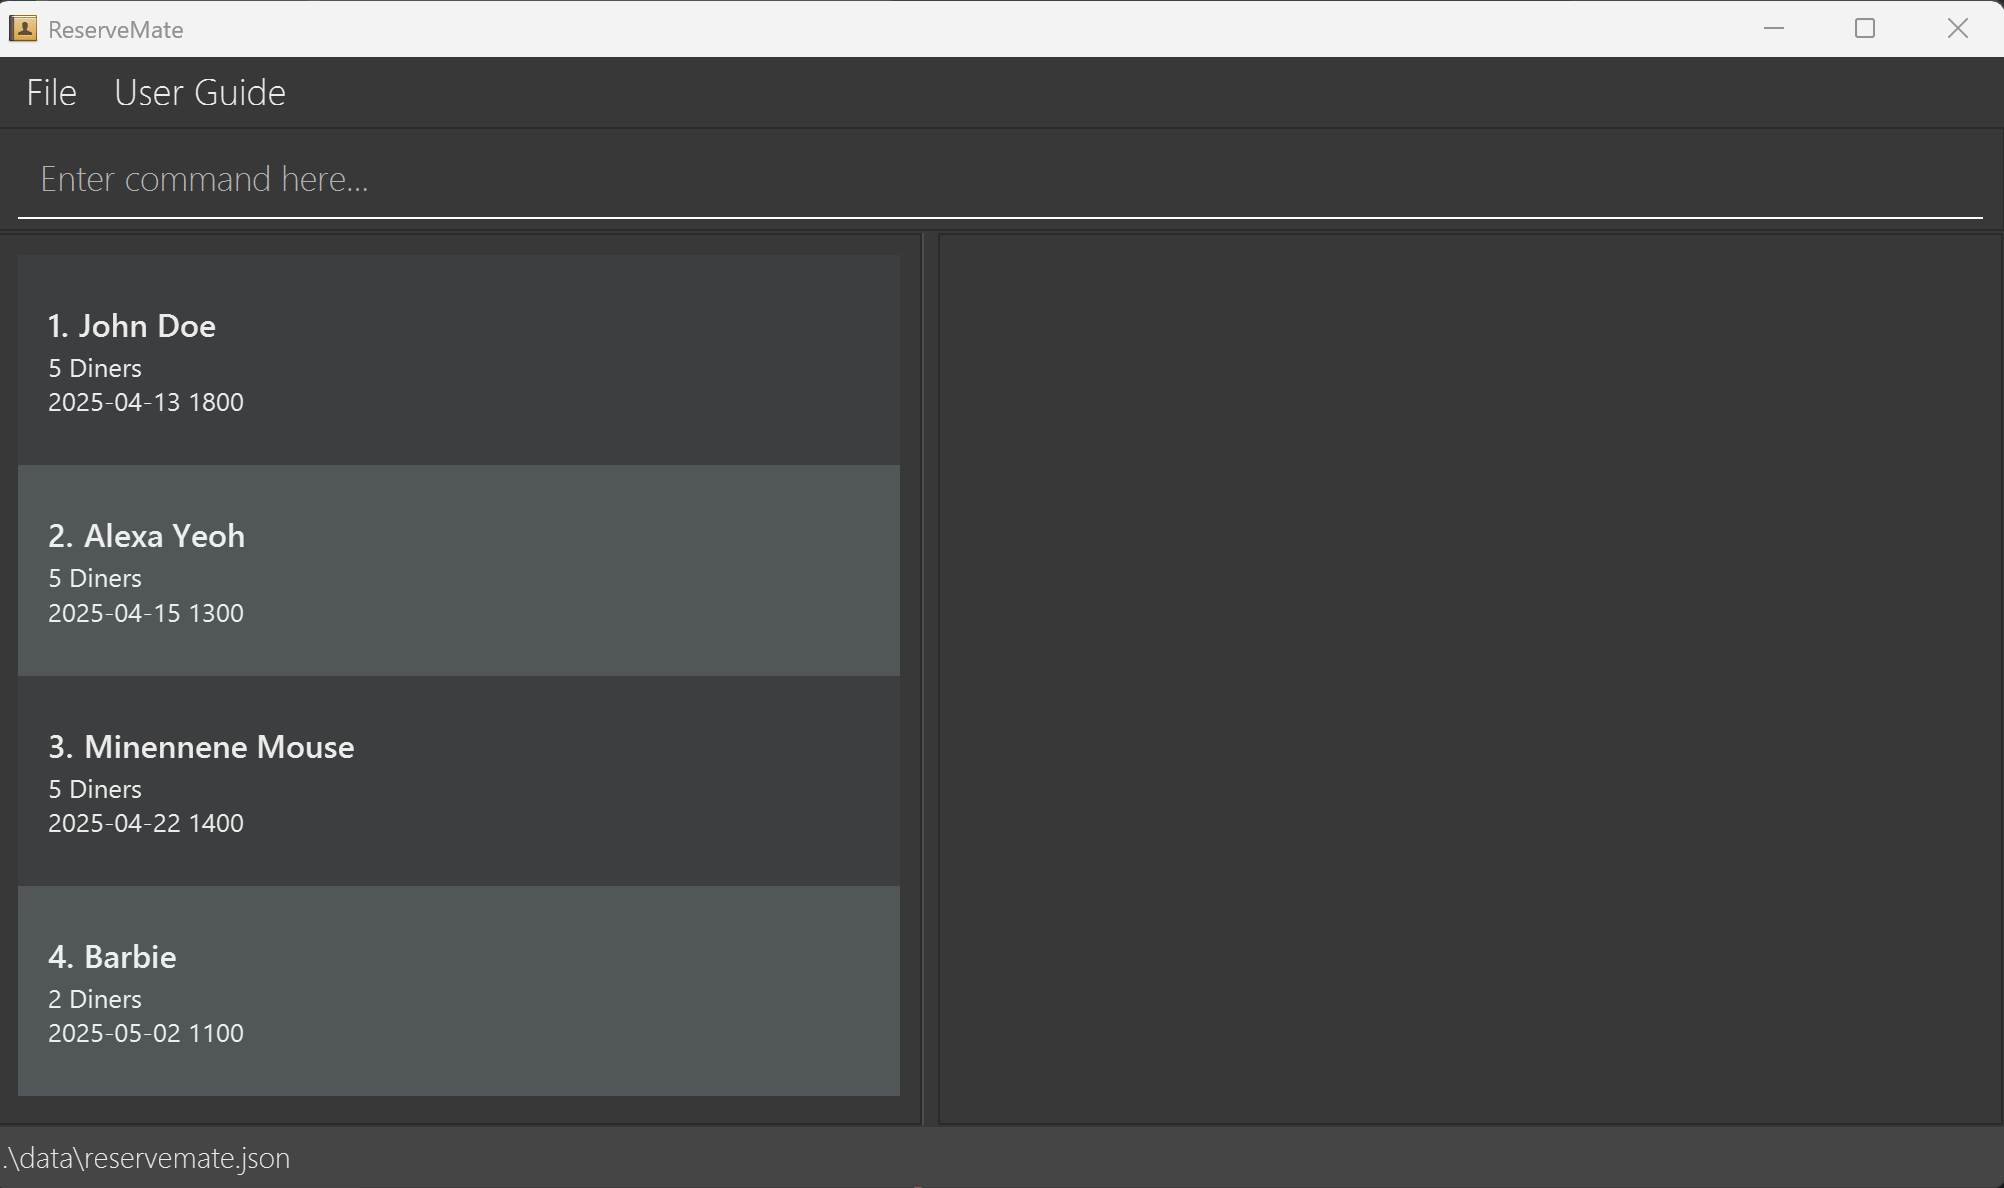 ReserveMate
File User Guide
Enter command here...
1. John Doe
5 Diners
2025-04-13 1800
2. Alexa Yeoh
5 Diners
2025-04-15 1300
3. Minennene Mouse
5 Diners
2025-04-22 1400
4. Barbie
2 Diners
2025-05-02 1100
.\data\reservemate.json